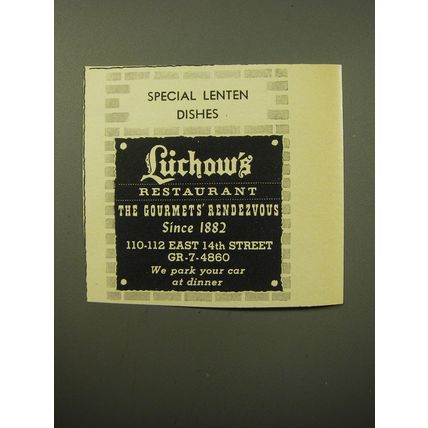 SPECIAL LENTEN
DISHES
Lüchow's
RESTAURANT
THE GOURMETS' RENDEZVOUS
Since 1882
110-112 EAST 14th STREET
GR-7-4860
We park your car
at dinner